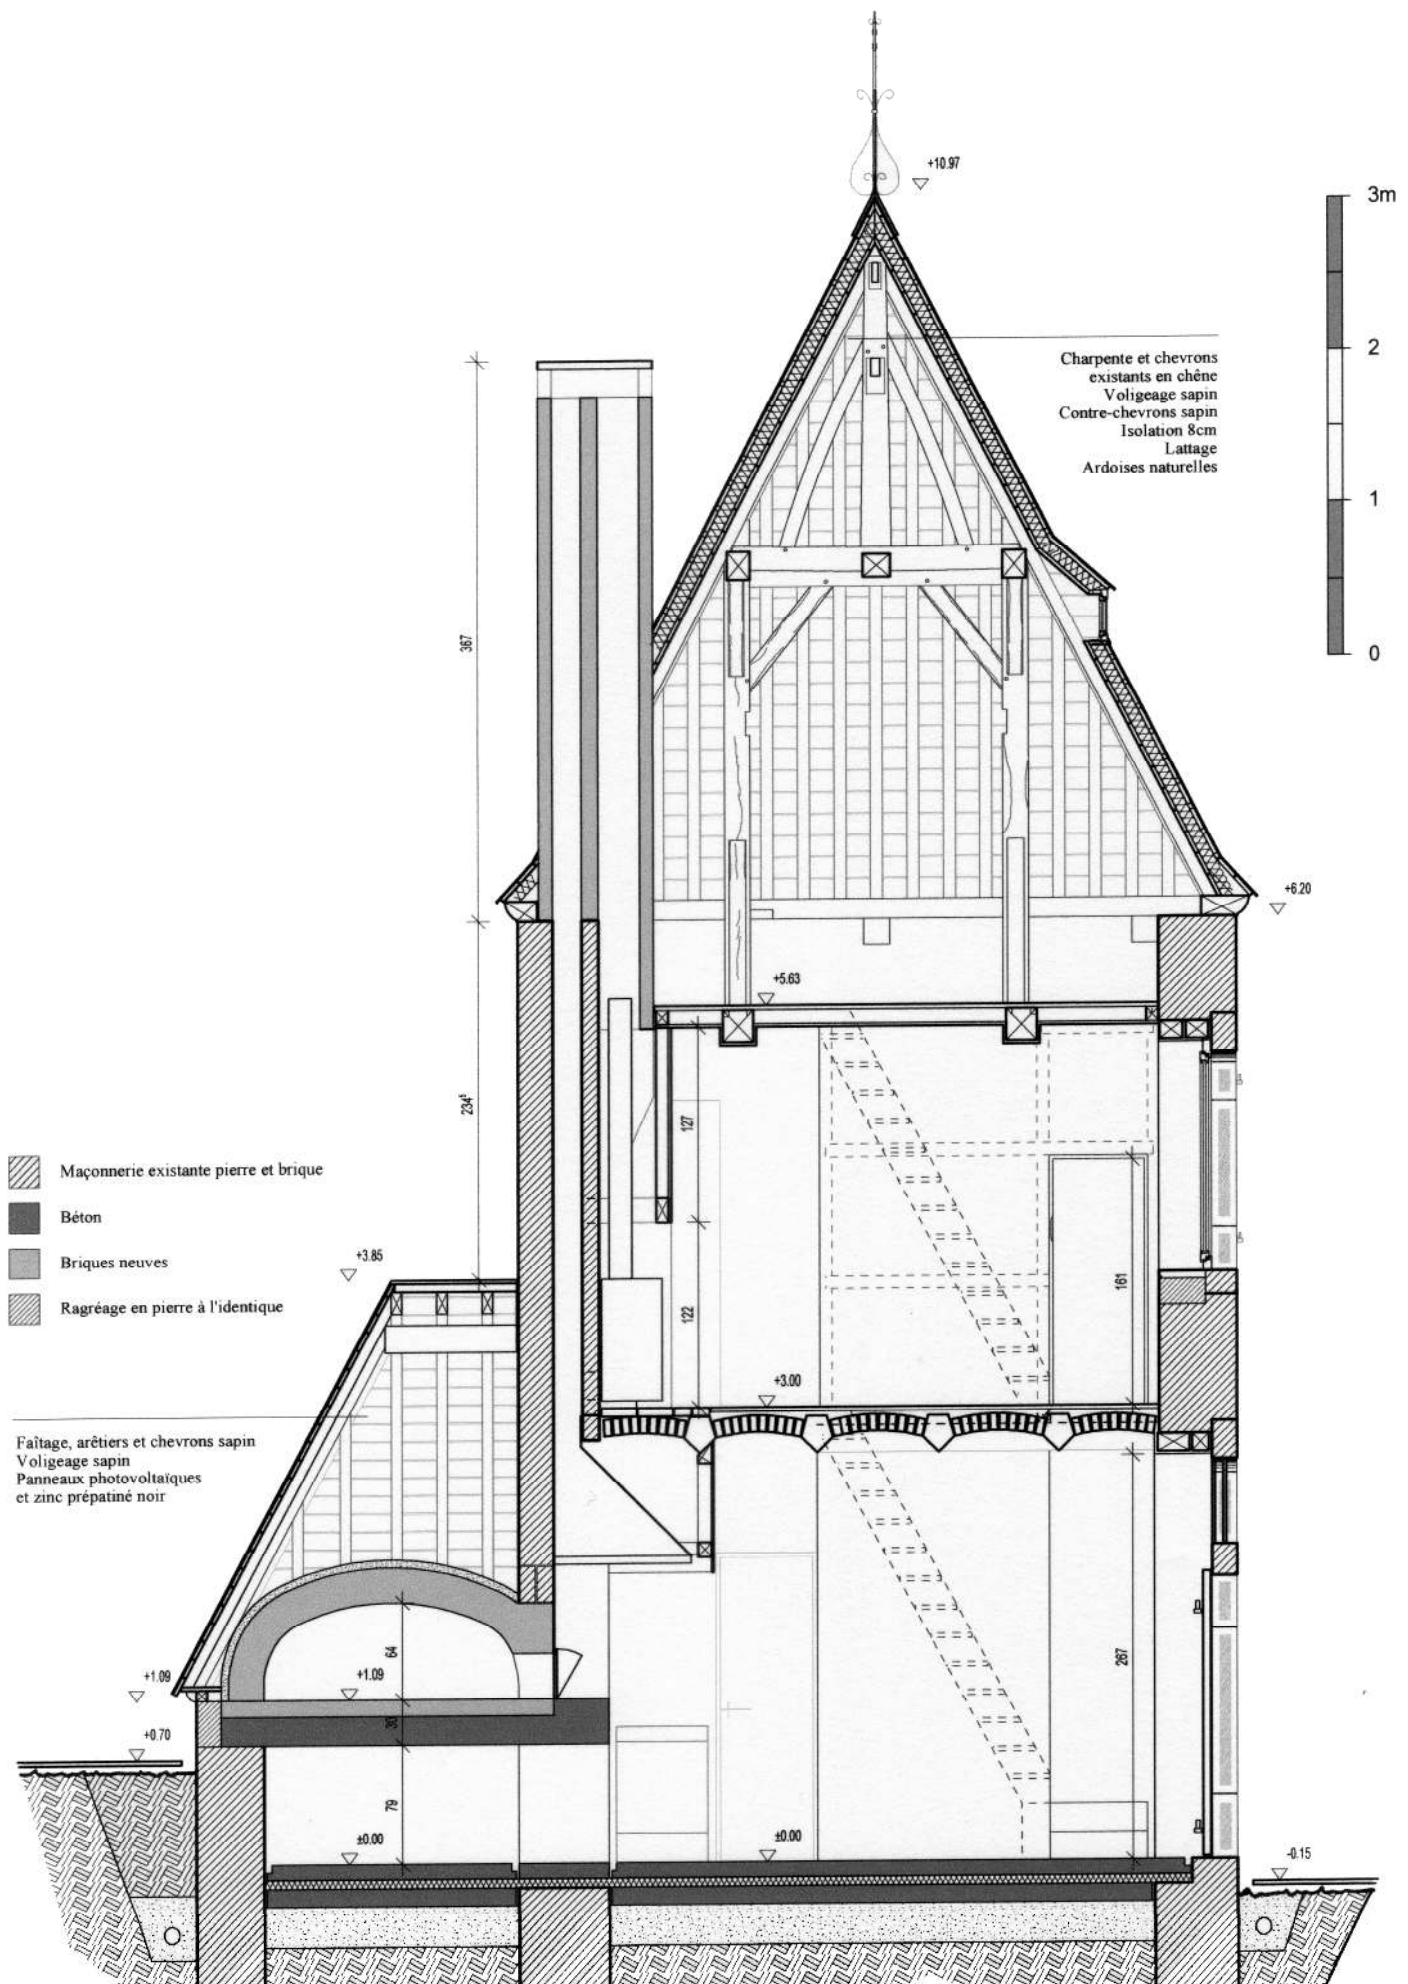 +10.97
3m
2
1
0
Charpente et chevrons
existants en chêne
Voligeage sapin
Contre-chevrons sapin
Isolation 8cm
Lattage
Ardoises naturelles
367
+6.20
+5.63
234⁵
127
Maçonnerie existante pierre et brique
Béton
Briques neuves
Ragréage en pierre à l'identique
+3.85
161
122
+3.00
Faîtage, arêtiers et chevrons sapin
Voligeage sapin
Panneaux photovoltaïques
et zinc prépatiné noir
64
267
+1.09
+1.09
30
+0.70
79
±0.00
±0.00
-0.15